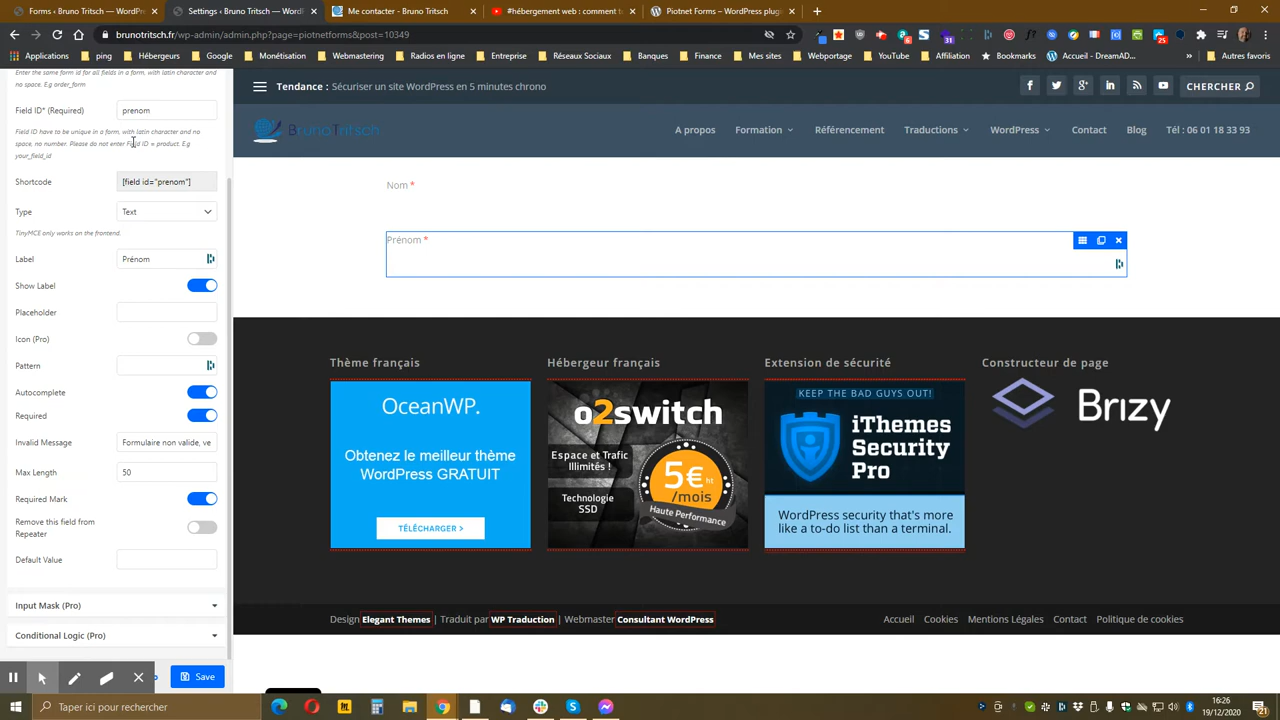 Forms ‹ BrunoTritsch — WordP
Settings ‹ BrunoTritsch — WordP
Me contacter - Bruno Tritsch
#hébergement web : comment c
Piotnet Forms – WordPress plug
brunotritsch.fr/wp-admin/admin.php?page=piotnetforms&post=10349
Applications
ping
Hébergeurs
Google
Monétisation
Webmastering
Radios en ligne
Entreprise
Réseaux Sociaux
Banques
Finance
Mes sites
Webportage
YouTube
Affiliation
Bookmarks
Accueil – DreamAD...
Autres favoris
Enter the same form id for all fields in a form, with latin character and
no space. E.g order_form
Field ID* (Required)
prenom
Field ID have to be unique in a form, with latin character and no
space, no number. Please do not enter Field ID = product. E.g
your_field_id
Shortcode
[field id="prenom"]
Type
Text
TinyMCE only works on the frontend.
Label
Prénom
Show Label
Placeholder
Icon (Pro)
Pattern
Autocomplete
Required
Invalid Message
Formulaire non valide, ve
Max Length
50
Required Mark
Remove this field from
Repeater
Default Value
Input Mask (Pro)
Conditional Logic (Pro)
Save
Tendance : Sécuriser un site WordPress en 5 minutes chrono
CHERCHER
BrunoTritsch
A propos
Formation
Référencement
Traductions
WordPress
Contact
Blog
Tél : 06 01 18 33 93
Nom *
Prénom *
Thème français
Hébergeur français
Extension de sécurité
Constructeur de page
OceanWP.
Obtenez le meilleur thème
WordPress GRATUIT
TÉLÉCHARGER >
o2switch
Espace et Trafic
Illimités !
Technologie
SSD
5€ ht
/mois
Haute Performance
KEEP THE BAD GUYS OUT!
iThemes
Security
Pro
WordPress security that's more
like a to-do list than a terminal.
Brizy
Design Elegant Themes | Traduit par WP Traduction | Webmaster Consultant WordPress
Accueil
Cookies
Mentions Légales
Contact
Politique de cookies
Taper ici pour rechercher
16:26
19/12/2020